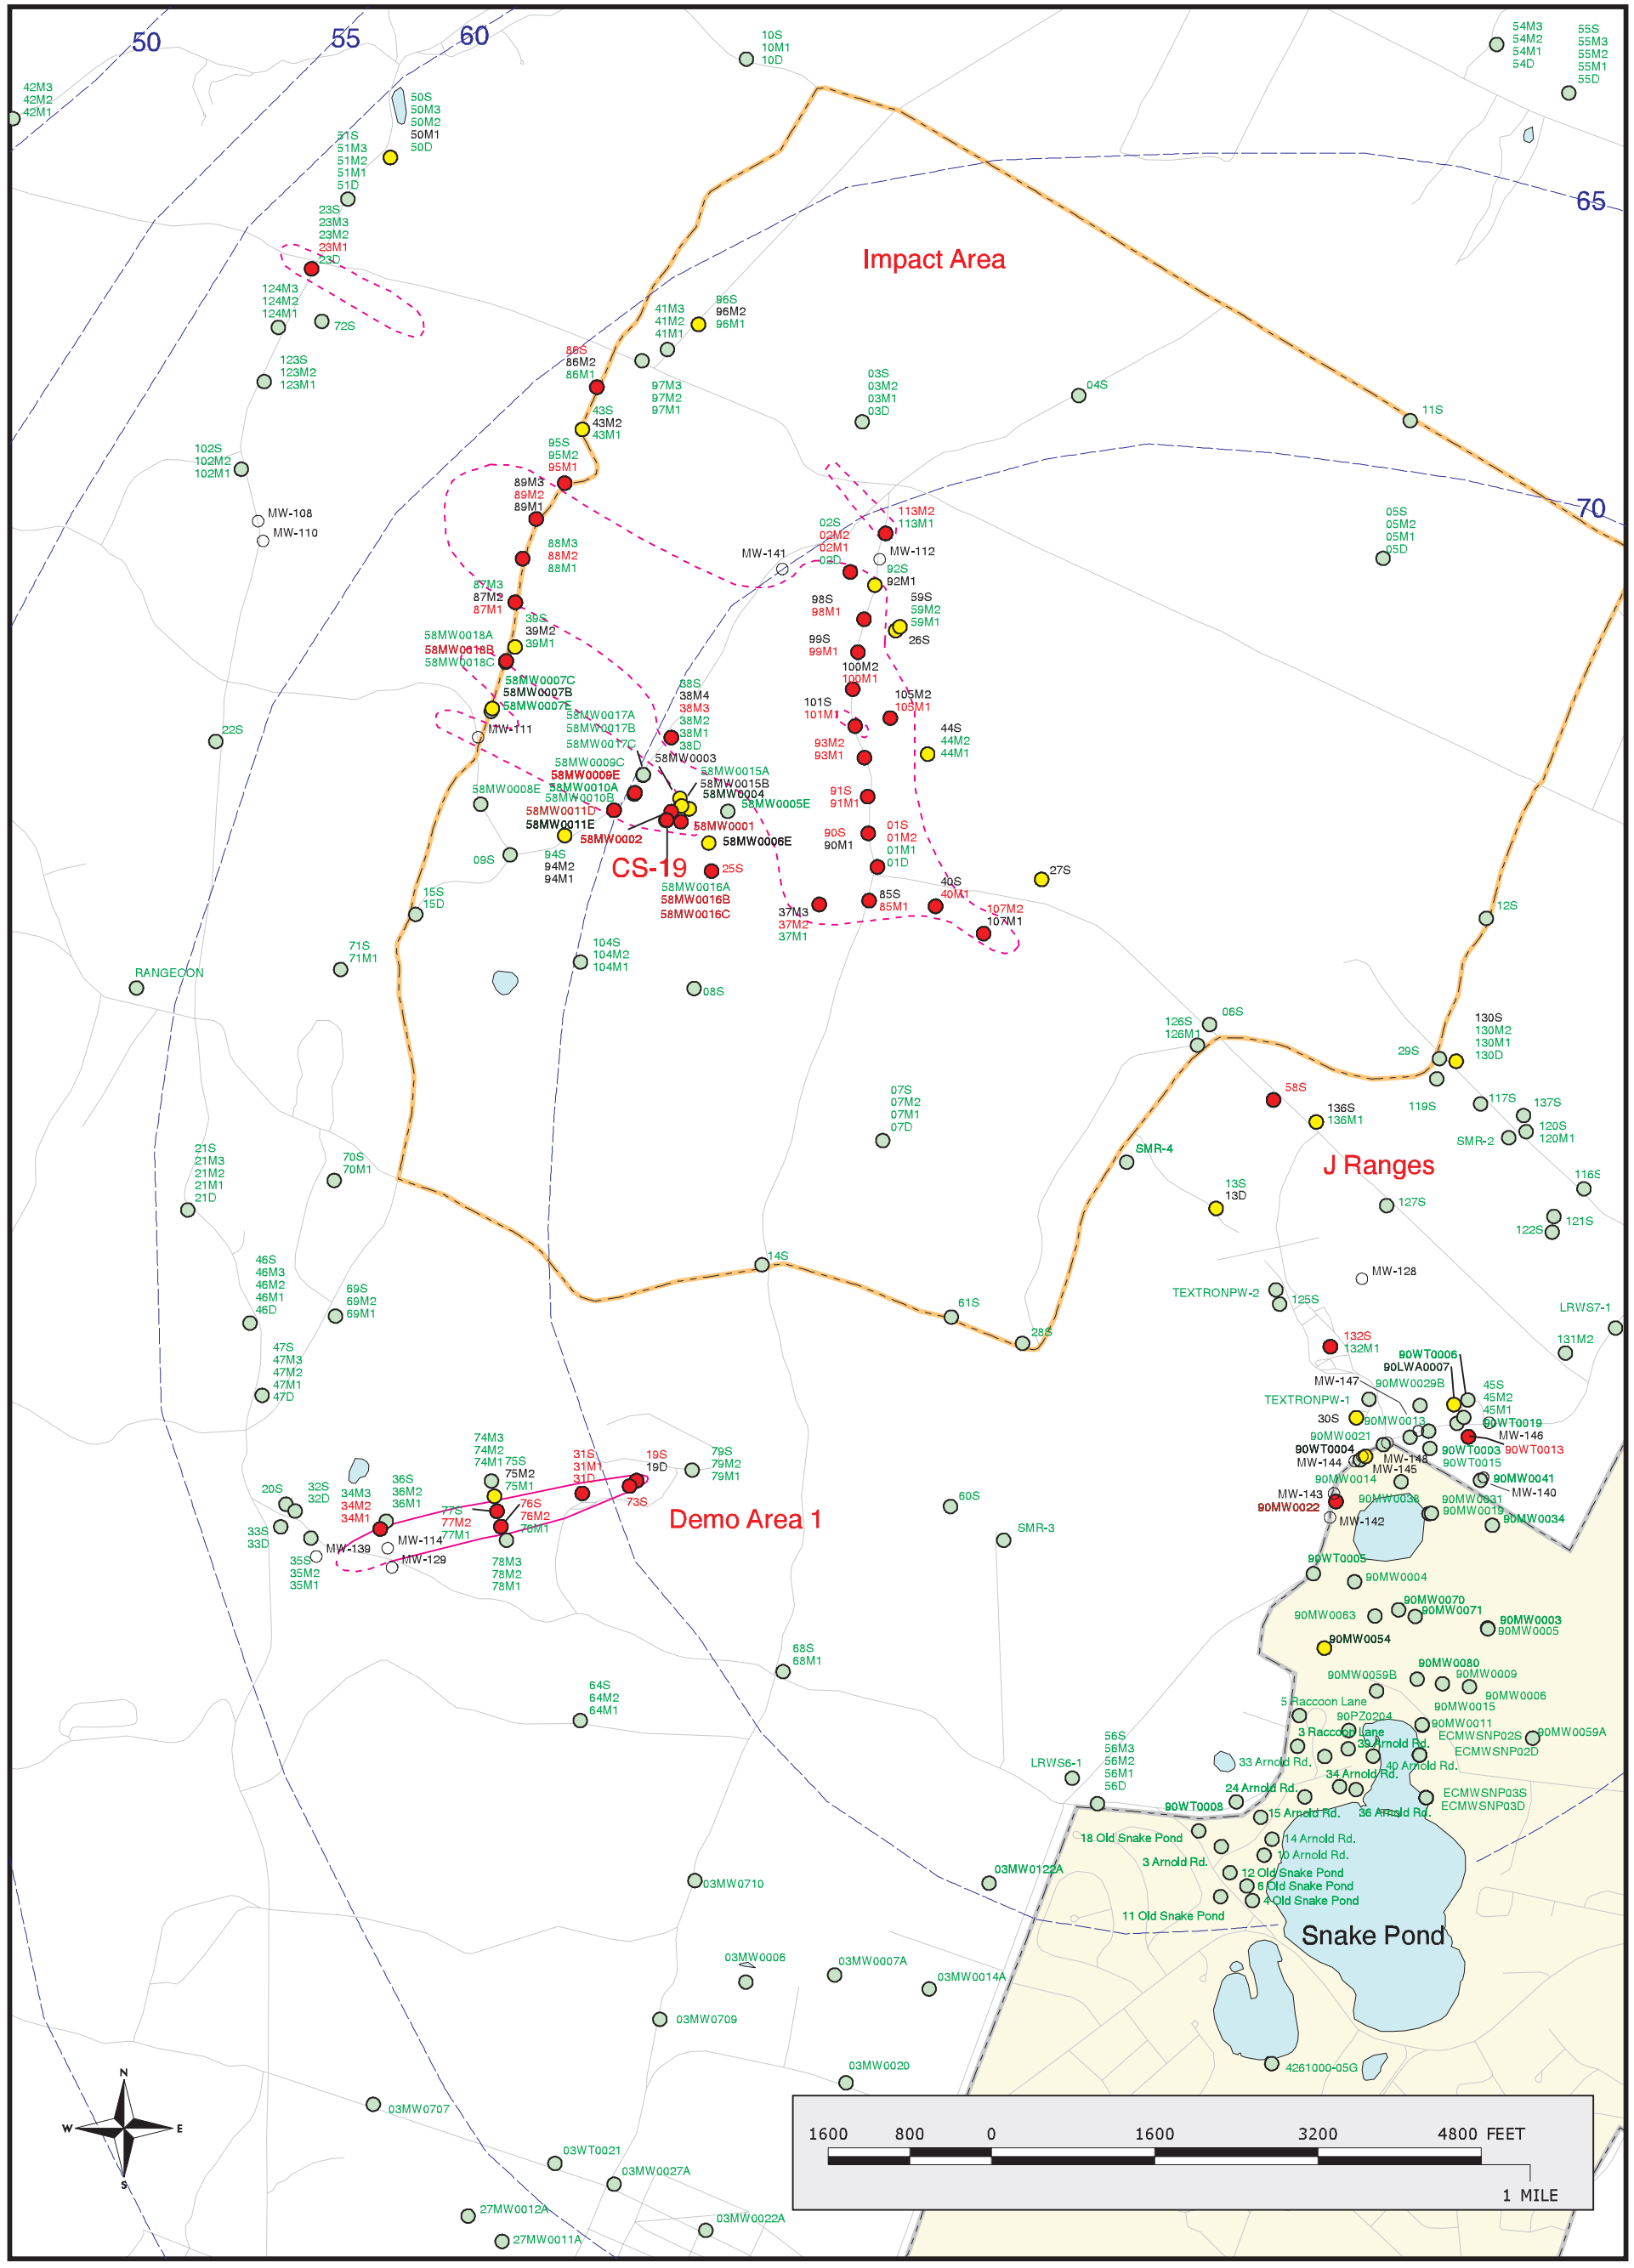 50
55
60
10S
10M1
10D
54M3
54M2
54M1
54D
55S
55M3
55M2
55M1
55D
42M3
42M2
42M1
50S
50M3
50M2
50M1
50D
51S
51M3
51M2
51M1
51D
65
23S
23M3
23M2
23M1
23D
Impact Area
124M3
124M2
124M1
72S
96S
96M2
96M1
41M3
41M2
41M1
86S
86M2
86M1
123S
123M2
123M1
97M3
97M2
97M1
03S
03M2
03M1
03D
04S
11S
43S
43M2
43M1
95S
95M2
95M1
102S
102M2
102M1
89M3
89M2
89M1
70
MW-108
MW-110
113M2
113M1
02S
02M2
02M1
02D
05S
05M2
05M1
05D
MW-141
MW-112
88M3
88M2
88M1
92S
92M1
87M3
87M2
87M1
98S
98M1
59S
59M2
59M1
26S
39S
39M2
39M1
58MW0018A
58MW0018B
58MW0018C
99S
99M1
100M2
100M1
58MW0007C
58MW0007B
58MW0007E
38S
38M4
38M3
38M2
38M1
38D
105M2
105M1
101S
101M1
58MW0017A
58MW0017B
58MW0017C
MW-111
22S
44S
44M2
44M1
93M2
93M1
58MW0003
58MW0009C
58MW0009E
58MW0010A
58MW0010B
58MW0015A
58MW0015B
58MW0004
58MW0005E
58MW0008E
58MW0011D
58MW0011E
58MW0002
58MW0001
58MW0006E
91S
91M1
90S
90M1
01S
01M2
01M1
01D
CS-19
09S
94S
94M2
94M1
25S
27S
58MW0016A
58MW0016B
58MW0016C
15S
15D
37M3
37M2
37M1
85S
85M1
40S
40M1
107M2
107M1
12S
71S
71M1
104S
104M2
104M1
RANGECON
08S
126S
126M1
06S
130S
130M2
130M1
130D
29S
58S
119S
117S
137S
136S
136M1
SMR-2
120S
120M1
07S
07M2
07M1
07D
SMR-4
J Ranges
21S
21M3
21M2
21M1
21D
70S
70M1
13S
13D
116S
127S
121S
122S
14S
46S
46M3
46M2
46M1
46D
69S
69M2
69M1
MW-128
TEXTRONPW-2
125S
61S
LRWS7-1
28S
132S
132M1
131M2
47S
47M3
47M2
47M1
47D
90WT0006
90LWA0007
MW-147
90MW0029B
45S
45M2
45M1
TEXTRONPW-1
30S
90MW0013
90WT0019
MW-146
90MW0021
90WT0013
90WT0004
MW-144
MW-148
90WT0003
90WT0015
MW-145
90MW0014
90MW0041
MW-140
MW-143
90MW0022
90MW0038
90MW0031
90MW0019
MW-142
90MW0034
74M3
74M2
74M1
75S
75M2
75M1
31S
31M1
31D
19S
19D
79S
79M2
79M1
73S
Demo Area 1
20S
32S
32D
34M3
34M2
34M1
36S
36M2
36M1
77S
77M2
77M1
76S
76M2
76M1
33S
33D
MW-139
MW-114
MW-129
35S
35M2
35M1
78M3
78M2
78M1
60S
SMR-3
90WT0005
90MW0004
90MW0070
90MW0071
90MW0063
90MW0003
90MW0005
90MW0054
68S
68M1
90MW0059B
90MW0080
90MW0009
90MW0006
90MW0015
64S
64M2
64M1
5 Raccoon Lane
90PZ0204
90MW0011
3 Raccoon Lane
ECMWSNP02S
90MW0059A
39 Arnold Rd.
ECMWSNP02D
33 Arnold Rd.
40 Arnold Rd.
34 Arnold Rd.
56S
56M3
56M2
56M1
56D
LRWS6-1
24 Arnold Rd.
ECMWSNP03S
ECMWSNP03D
90WT0008
15 Arnold Rd.
36 Arnold Rd.
18 Old Snake Pond
14 Arnold Rd.
10 Arnold Rd.
3 Arnold Rd.
12 Old Snake Pond
6 Old Snake Pond
4 Old Snake Pond
11 Old Snake Pond
03MW0710
03MW0122A
Snake Pond
03MW0006
03MW0007A
03MW0014A
03MW0709
03MW0020
4261000-05G
03MW0707
N
W
E
S
1600 800 0 1600 3200 4800 FEET
1 MILE
03WT0021
03MW0027A
27MW0012A
03MW0022A
27MW0011A